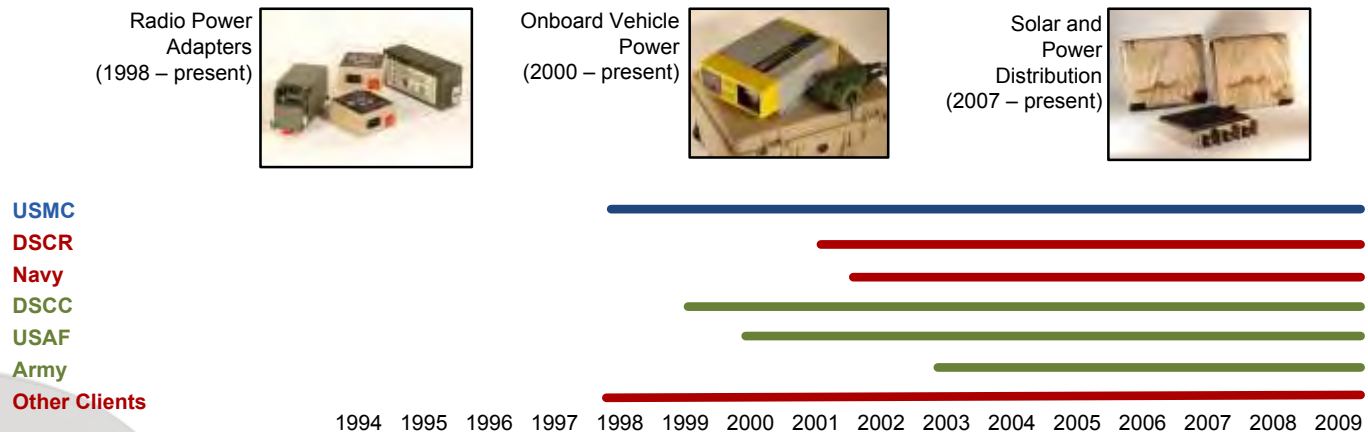 Radio Power
Adapters
(1998 – present)
Onboard Vehicle
Power
(2000 – present)
Solar and
Power
Distribution
(2007 – present)
USMC
DSCR
Navy
DSCC
USAF
Army
Other Clients
1994 1995 1996 1997 1998 1999 2000 2001 2002 2003 2004 2005 2006 2007 2008 2009